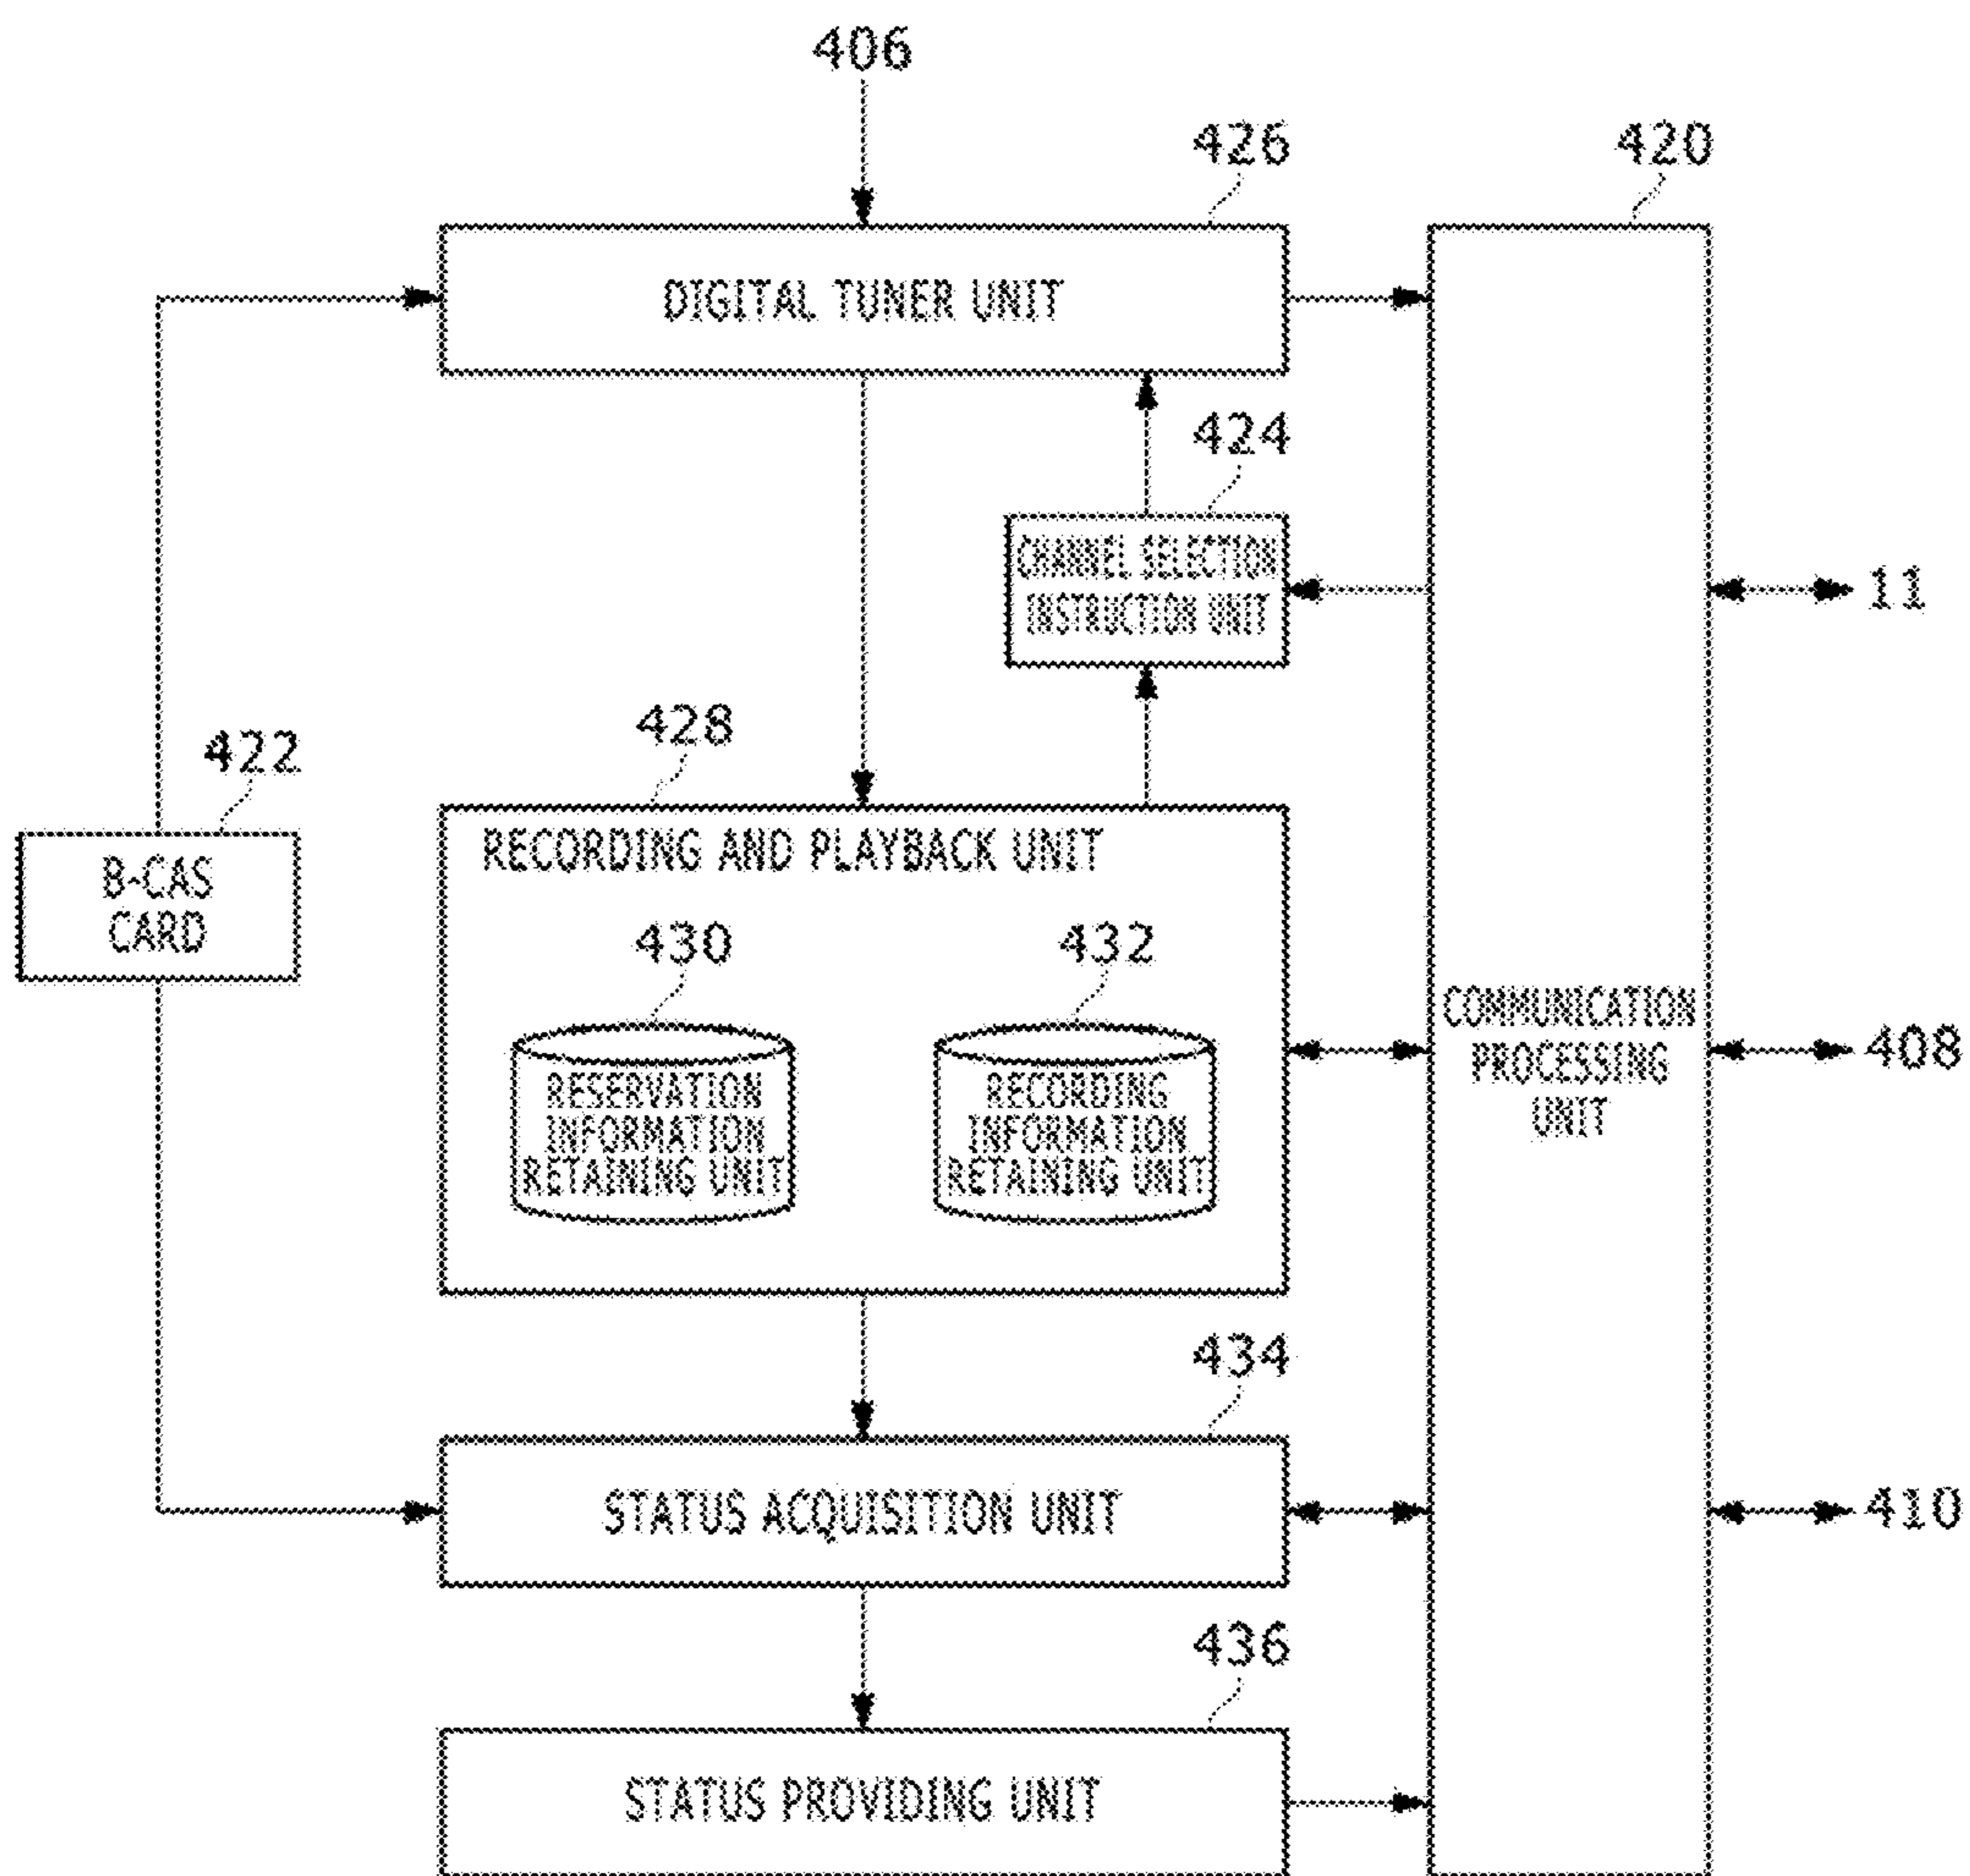 406
426
420
DIGITAL TUNER UNIT
424
CHANNEL SELECTION
INSTRUCTION UNIT
11
428
422
RECORDING AND PLAYBACK UNIT
B-CAS
CARD
430
432
RESERVATION
INFORMATION
RETAINING UNIT
RECORDING
INFORMATION
RETAINING UNIT
COMMUNICATION
PROCESSING
UNIT
408
434
STATUS ACQUISITION UNIT
410
436
STATUS PROVIDING UNIT